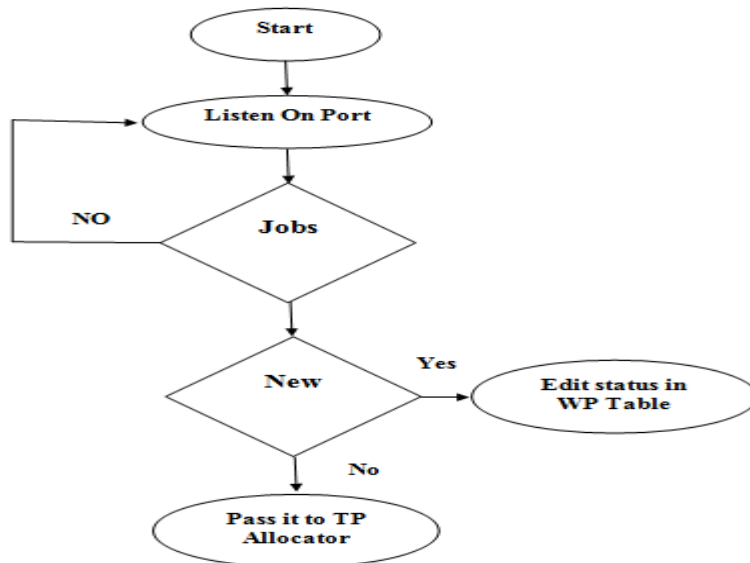 Start
Listen On Port
NO
Jobs
New
Yes
Edit status in
WP Table
No
Pass it to TP
Allocator